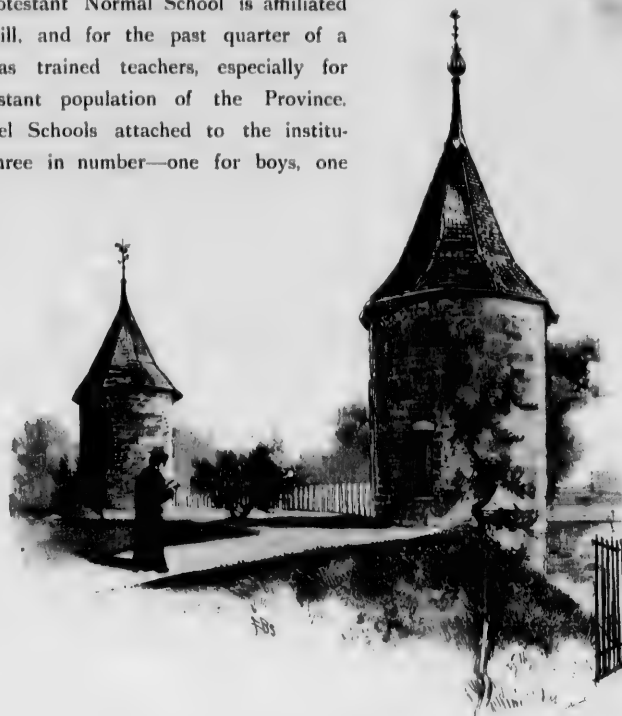 otestant Normal School is affiliated
ill, and for the past quarter of a
as trained teachers, especially for
stant population of the Province.
el Schools attached to the institu-
hree in number—one for boys, one